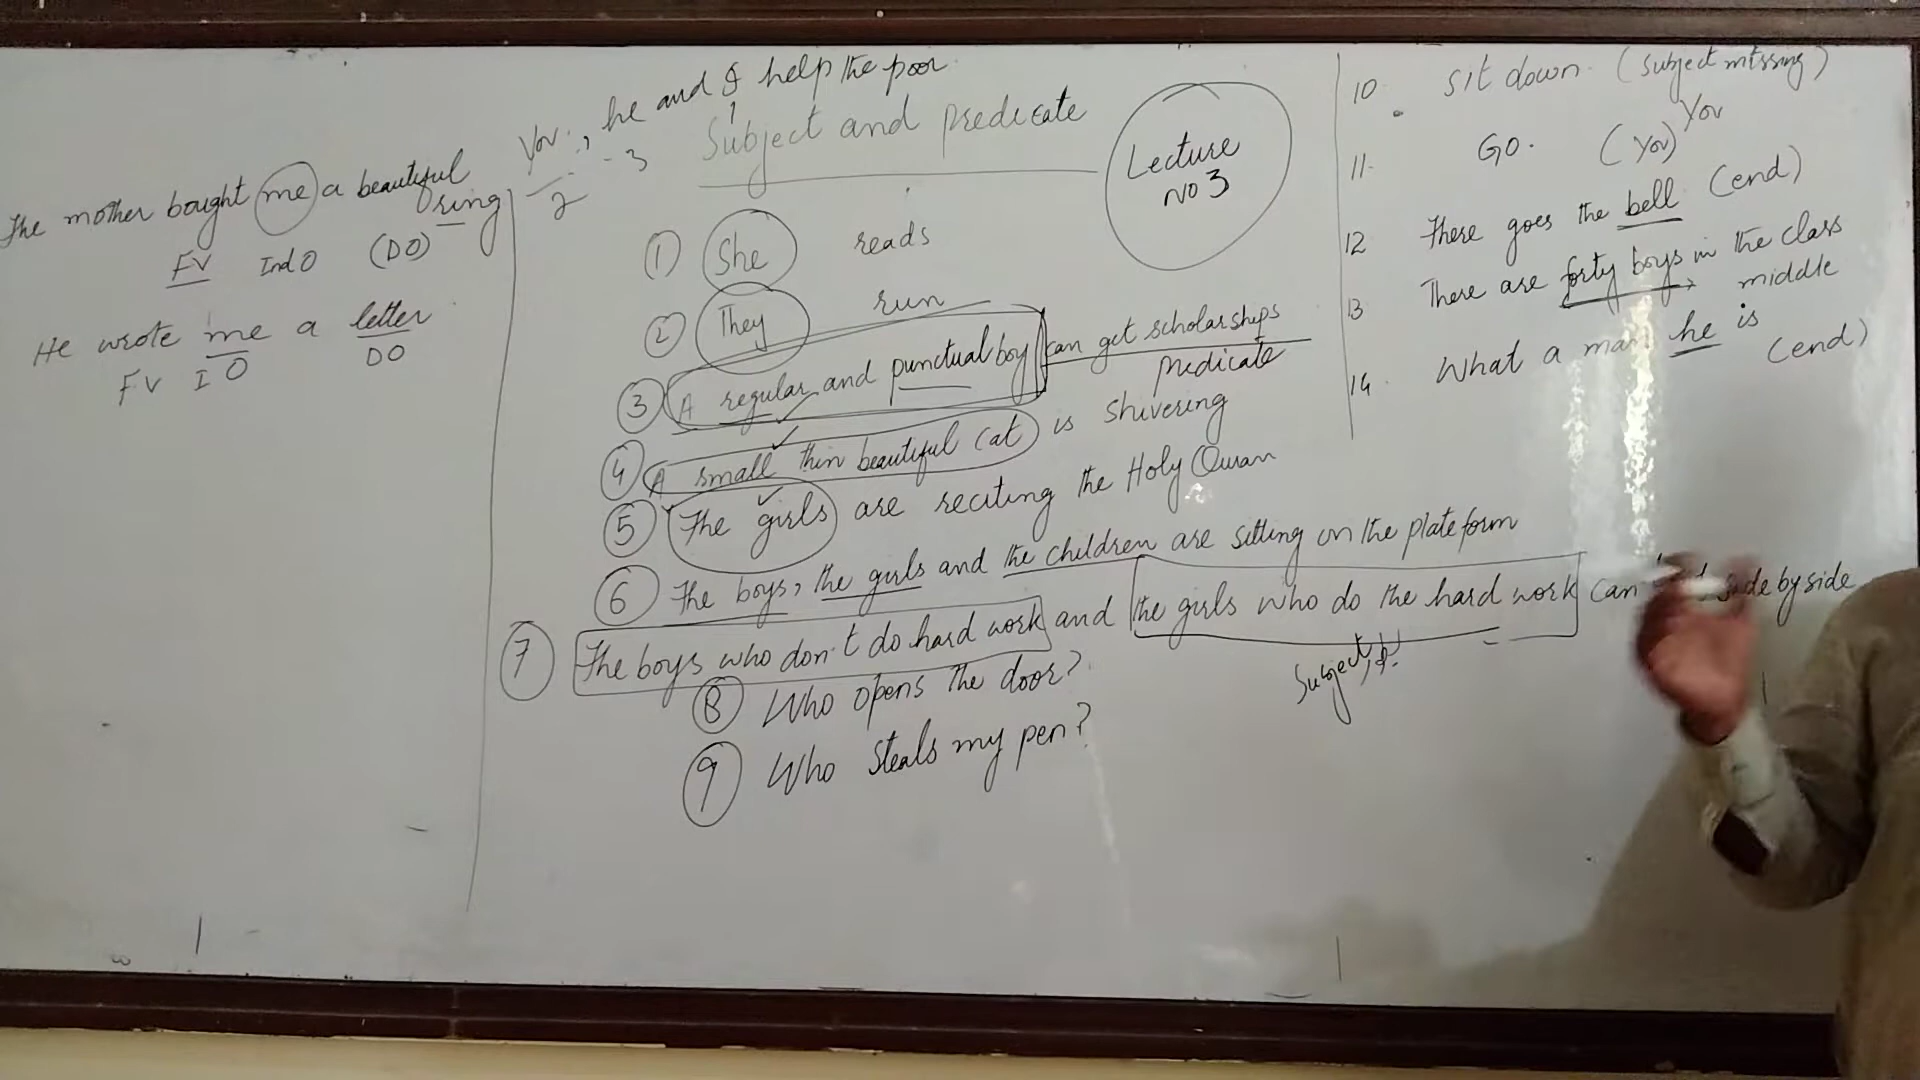 The mother bought me a beautiful
ring
FV IndO (DO)
He wrote me a letter
FV I O DO
You, he and I help the poor
2 3 1
Subject and predicate
Lecture
no 3
1 She reads
2 They run
3 A regular and punctual boy can get scholarships
predicate
4 A small thin beautiful cat is shivering
5 The girls are reciting the Holy Quran
6 The boys, the girls and the children are sitting on the plateform
7 The boys who don't do hard work and the girls who do the hard work can side by side
Subject,
8 Who opens the door?
9 Who steals my pen?
10 Sit down. (Subject missing)
11. Go. (You) You
12 There goes the bell (end)
13 There are forty boys in the class
middle
14. What a man he is
(end)